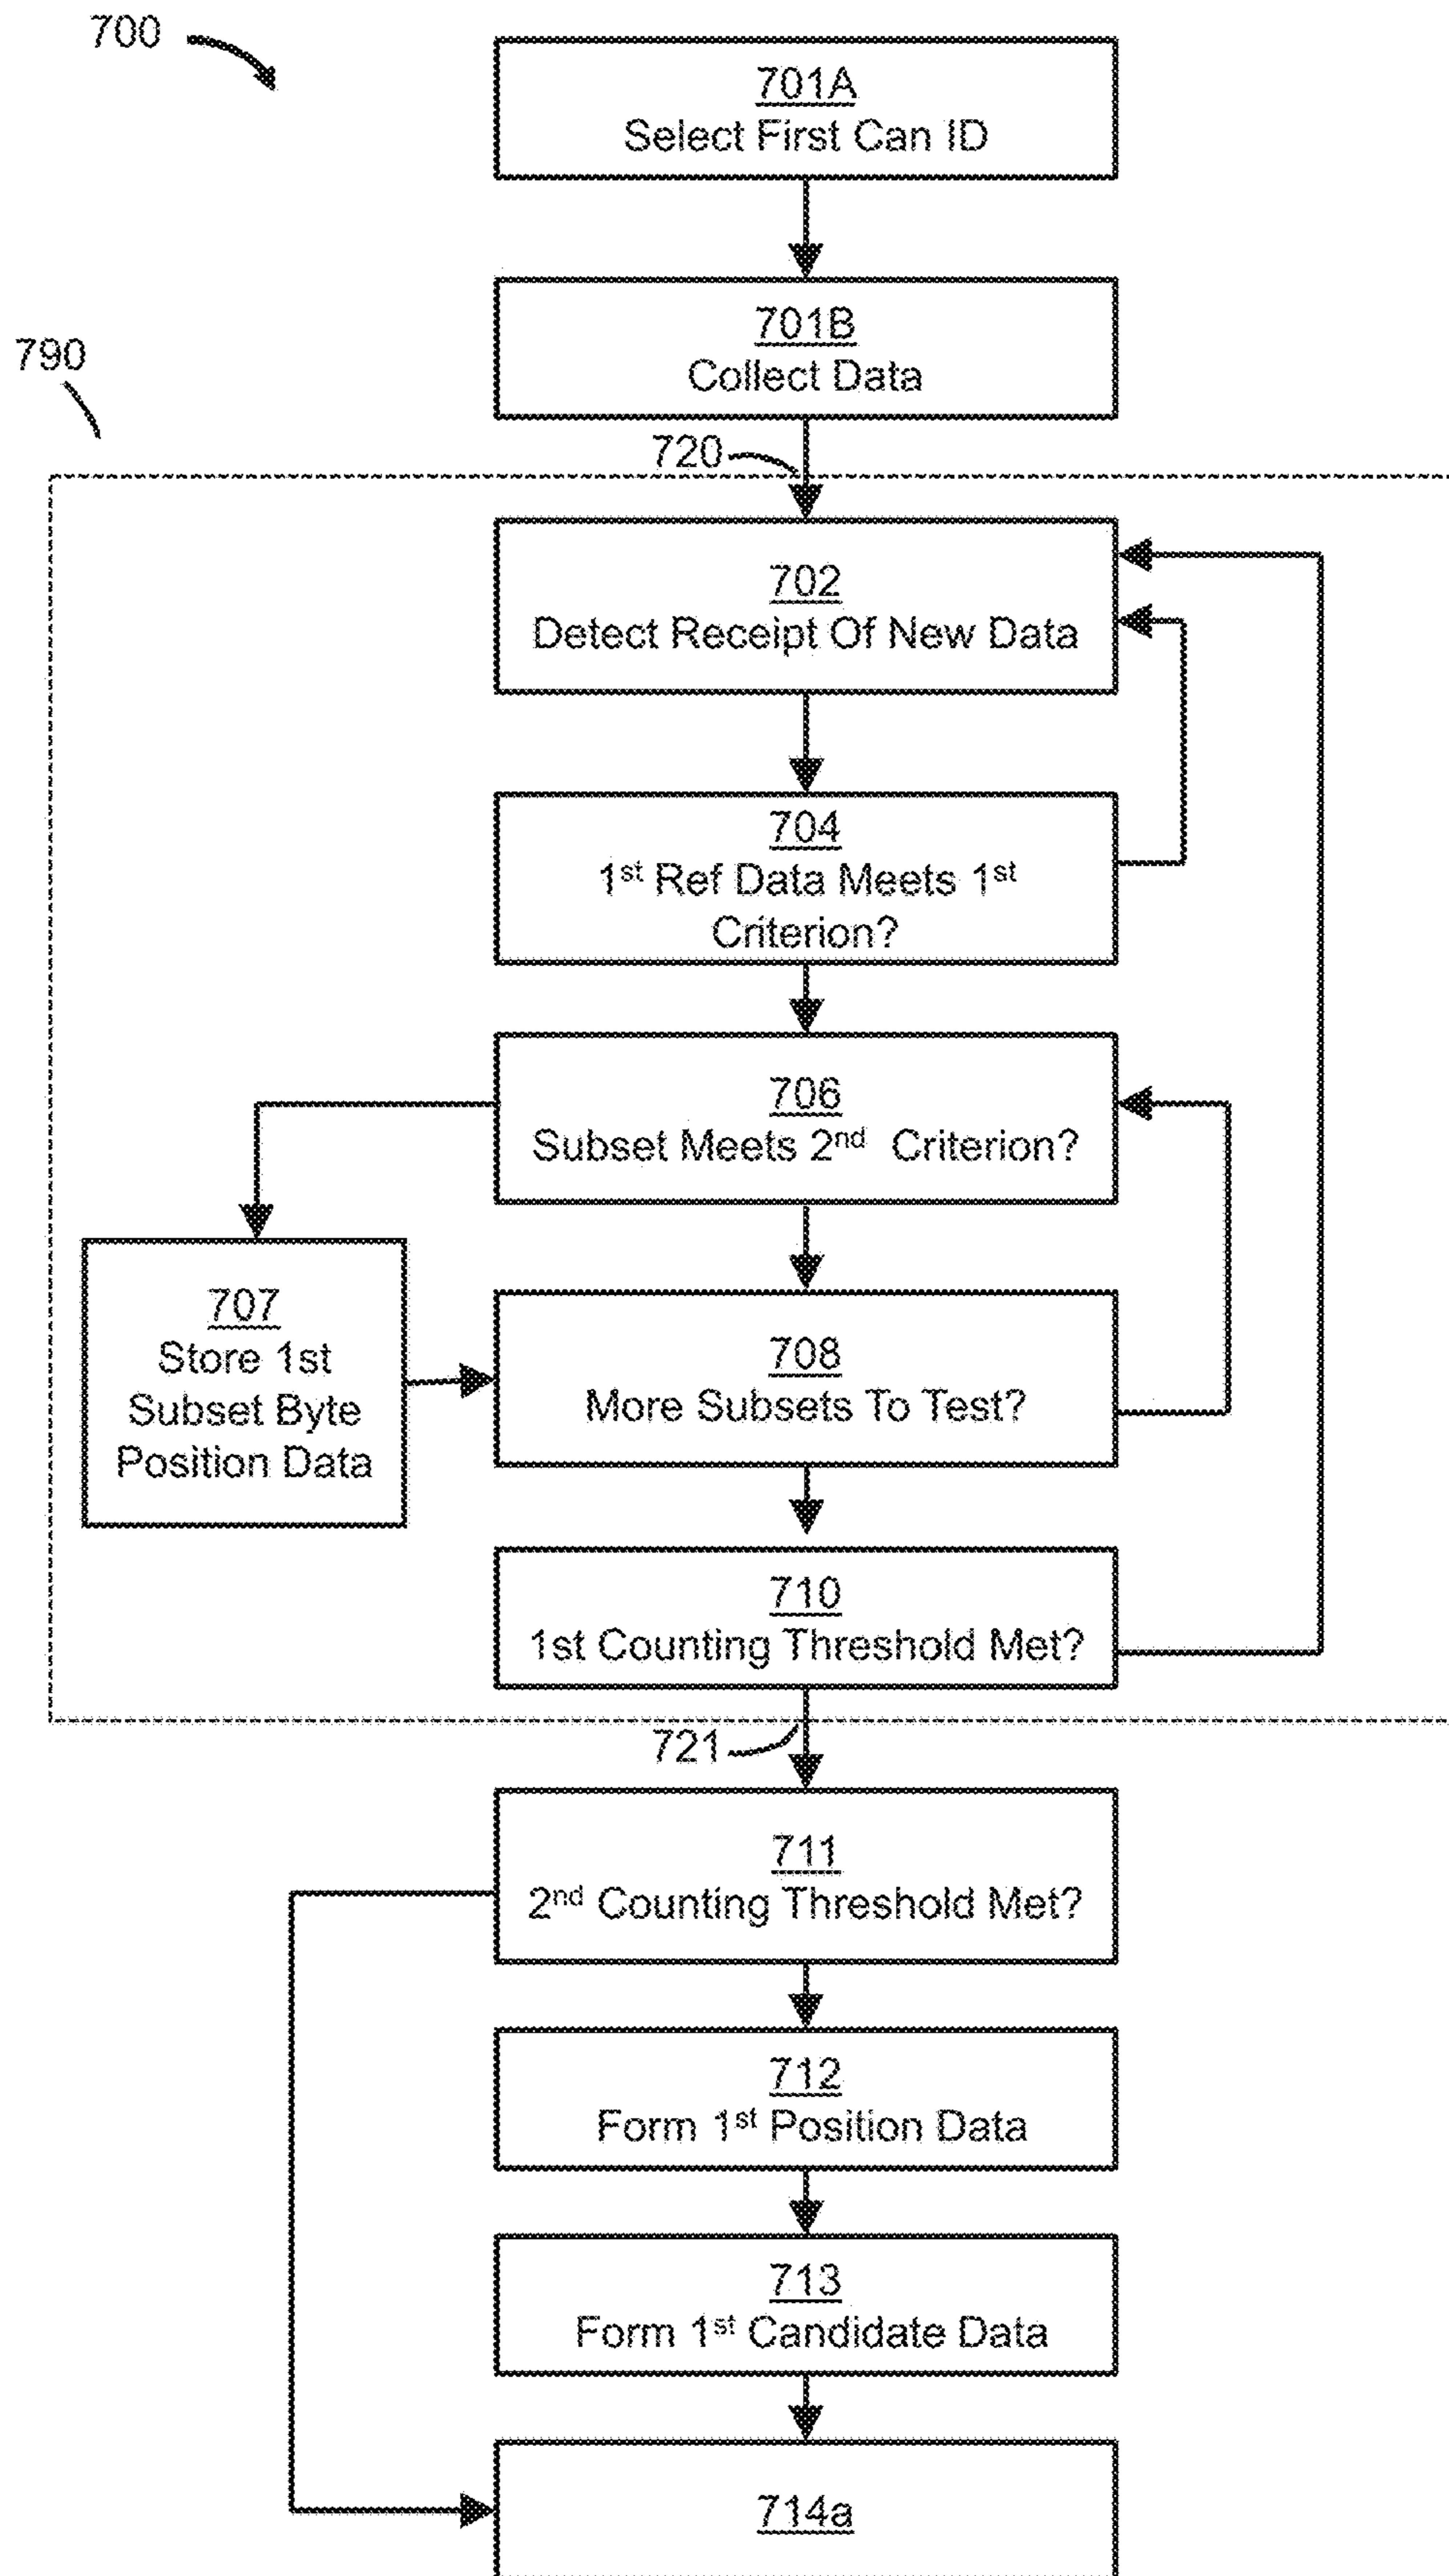 700
701A
Select First Can ID
701B
Collect Data
790
720
702
Detect Receipt Of New Data
704
1st Ref Data Meets 1st
Criterion?
706
Subset Meets 2nd Criterion?
707
Store 1st
Subset Byte
Position Data
708
More Subsets To Test?
710
1st Counting Threshold Met?
721
711
2nd Counting Threshold Met?
712
Form 1st Position Data
713
Form 1st Candidate Data
714a